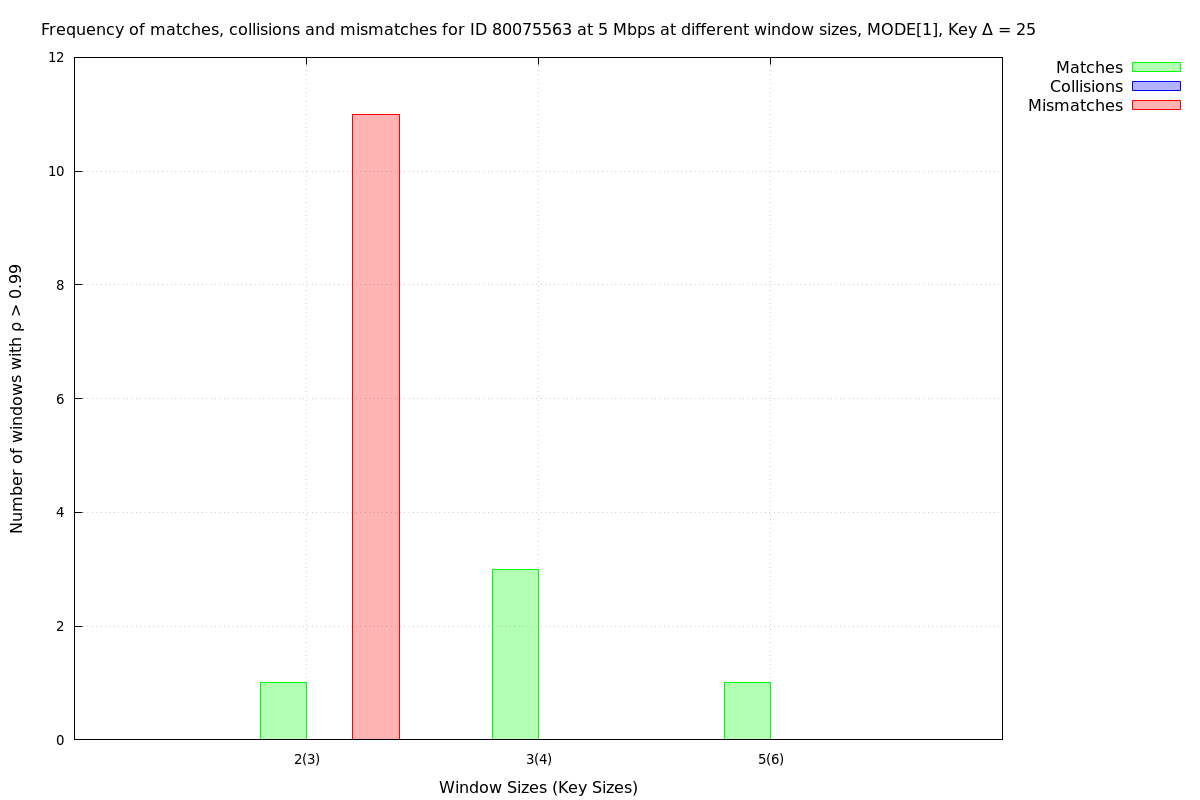 Frequency of matches, collisions and mismatches for ID 80075563 at 5 Mbps at different window sizes, MODE[1], Key Δ = 25
Matches
Collisions
Mismatches
Number of windows with ρ > 0.99
12
10
8
6
4
2
0
2(3) 3(4) 5(6)
Window Sizes (Key Sizes)